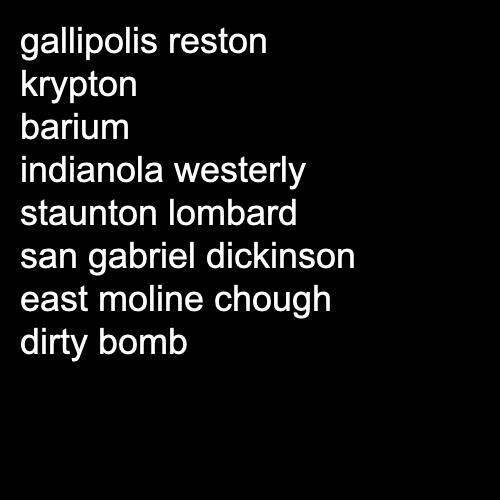 gallipolis reston
krypton
barium
indianola westerly
staunton lombard
san gabriel dickinson
east moline chough
dirty bomb